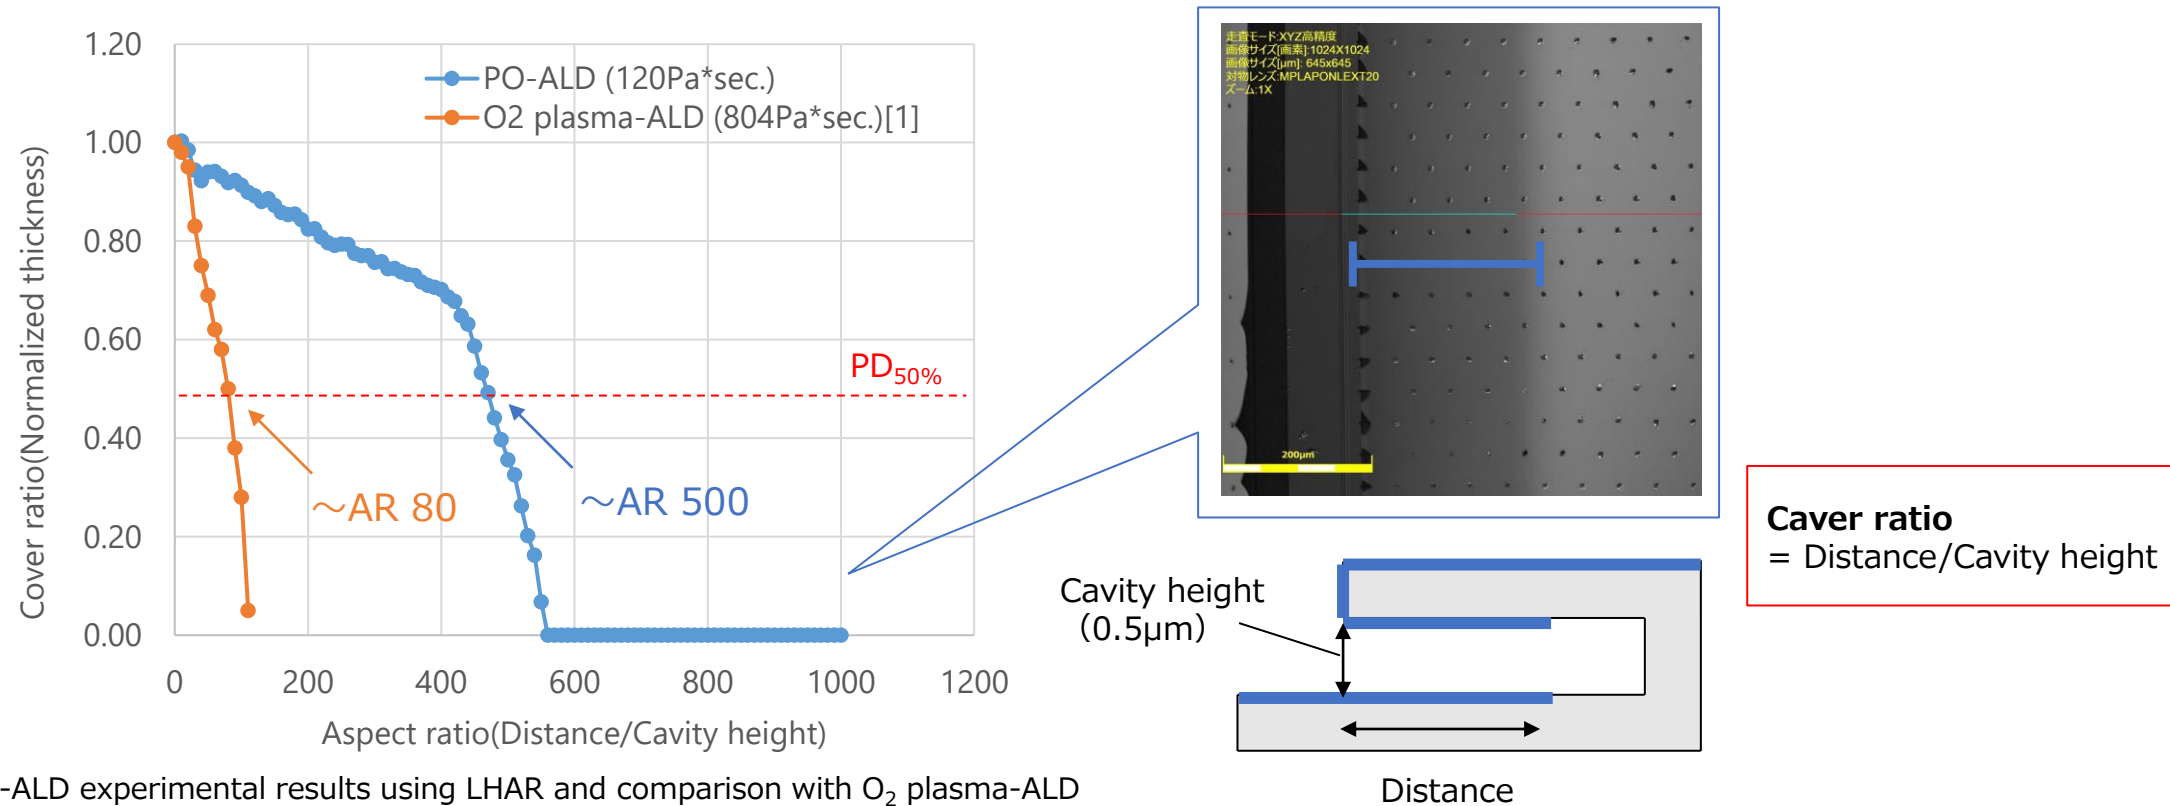 1.20
1.00
0.80
0.60
0.40
0.20
0.00
0
200
400
600
800
1000
1200
Cover ratio(Normalized thickness)
Aspect ratio(Distance/Cavity height)
PO-ALD (120Pa*sec.)
O2 plasma-ALD (804Pa*sec.)[1]
PD50%
～AR 80
～AR 500
走査モード:XYZ高精度
画像サイズ[画素]:1024X1024
画像サイズ[μm]: 645x645
対物レンズ:MPLAPONLEXT20
ズーム:1X
200μm
Caver ratio
= Distance/Cavity height
Cavity height
（0.5μm）
Distance
-ALD experimental results using LHAR and comparison with O2 plasma-ALD